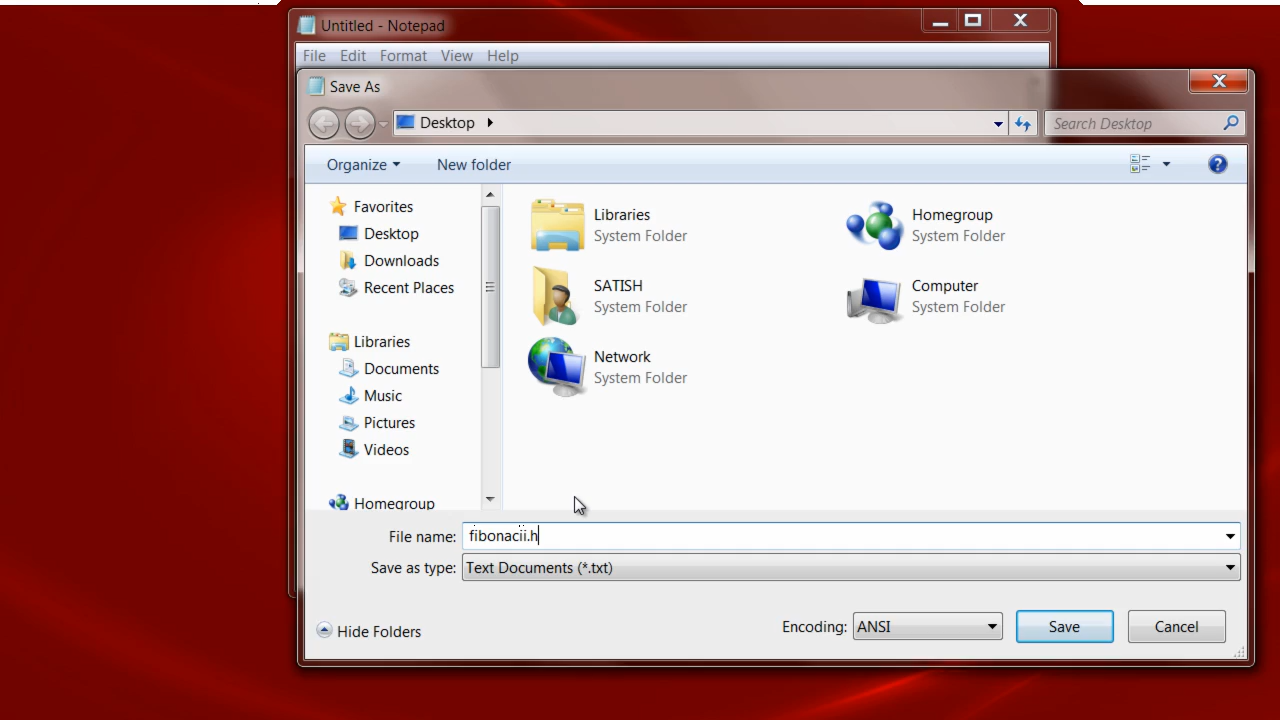 Untitled - Notepad
File Edit Format View Help
Save As
Desktop
Search Desktop
Organize New folder
Favorites
Desktop
Downloads
Recent Places
Libraries
Documents
Music
Pictures
Videos
Homegroup
Libraries
System Folder
Homegroup
System Folder
SATISH
System Folder
Computer
System Folder
Network
System Folder
File name: fibonacii.h
Save as type: Text Documents (*.txt)
Hide Folders
Encoding: ANSI
Save
Cancel